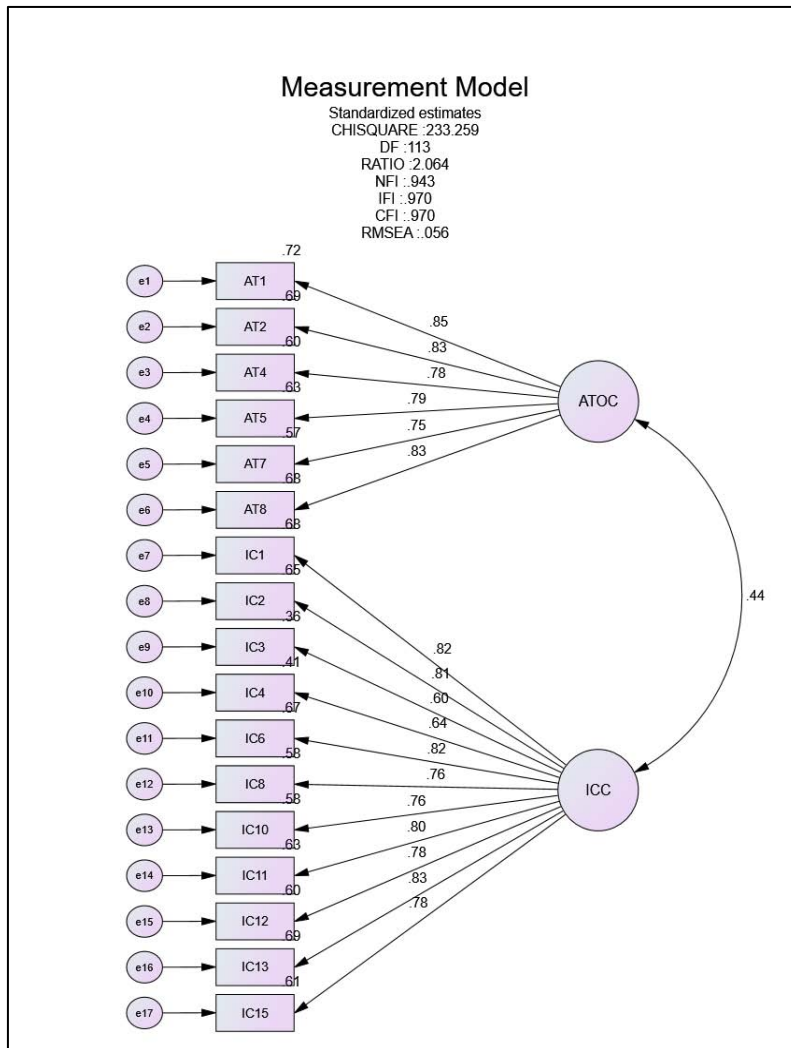 Measurement Model
Standardized estimates
CHISQUARE :233.259
DF :113
RATIO :2.064
NFI :.943
IFI :.970
CFI :.970
RMSEA :.056
.72
e1 AT1
.69
.85
e2 AT2
.83
.60
e3 AT4
.78
.63
ATOC
e4 AT5
.79
.57
e5 AT7
.75
.68
.83
e6 AT8
.68
e7 IC1
.65
e8 IC2
.44
.36
e9 IC3
.82
.41
.81
e10 IC4
.60
.67
.64
e11 IC6
.82
.58
.76
e12 IC8
ICC
.58
.76
e13 IC10
.80
.63
e14 IC11
.78
.60
.83
e15 IC12
.78
.69
e16 IC13
.61
e17 IC15